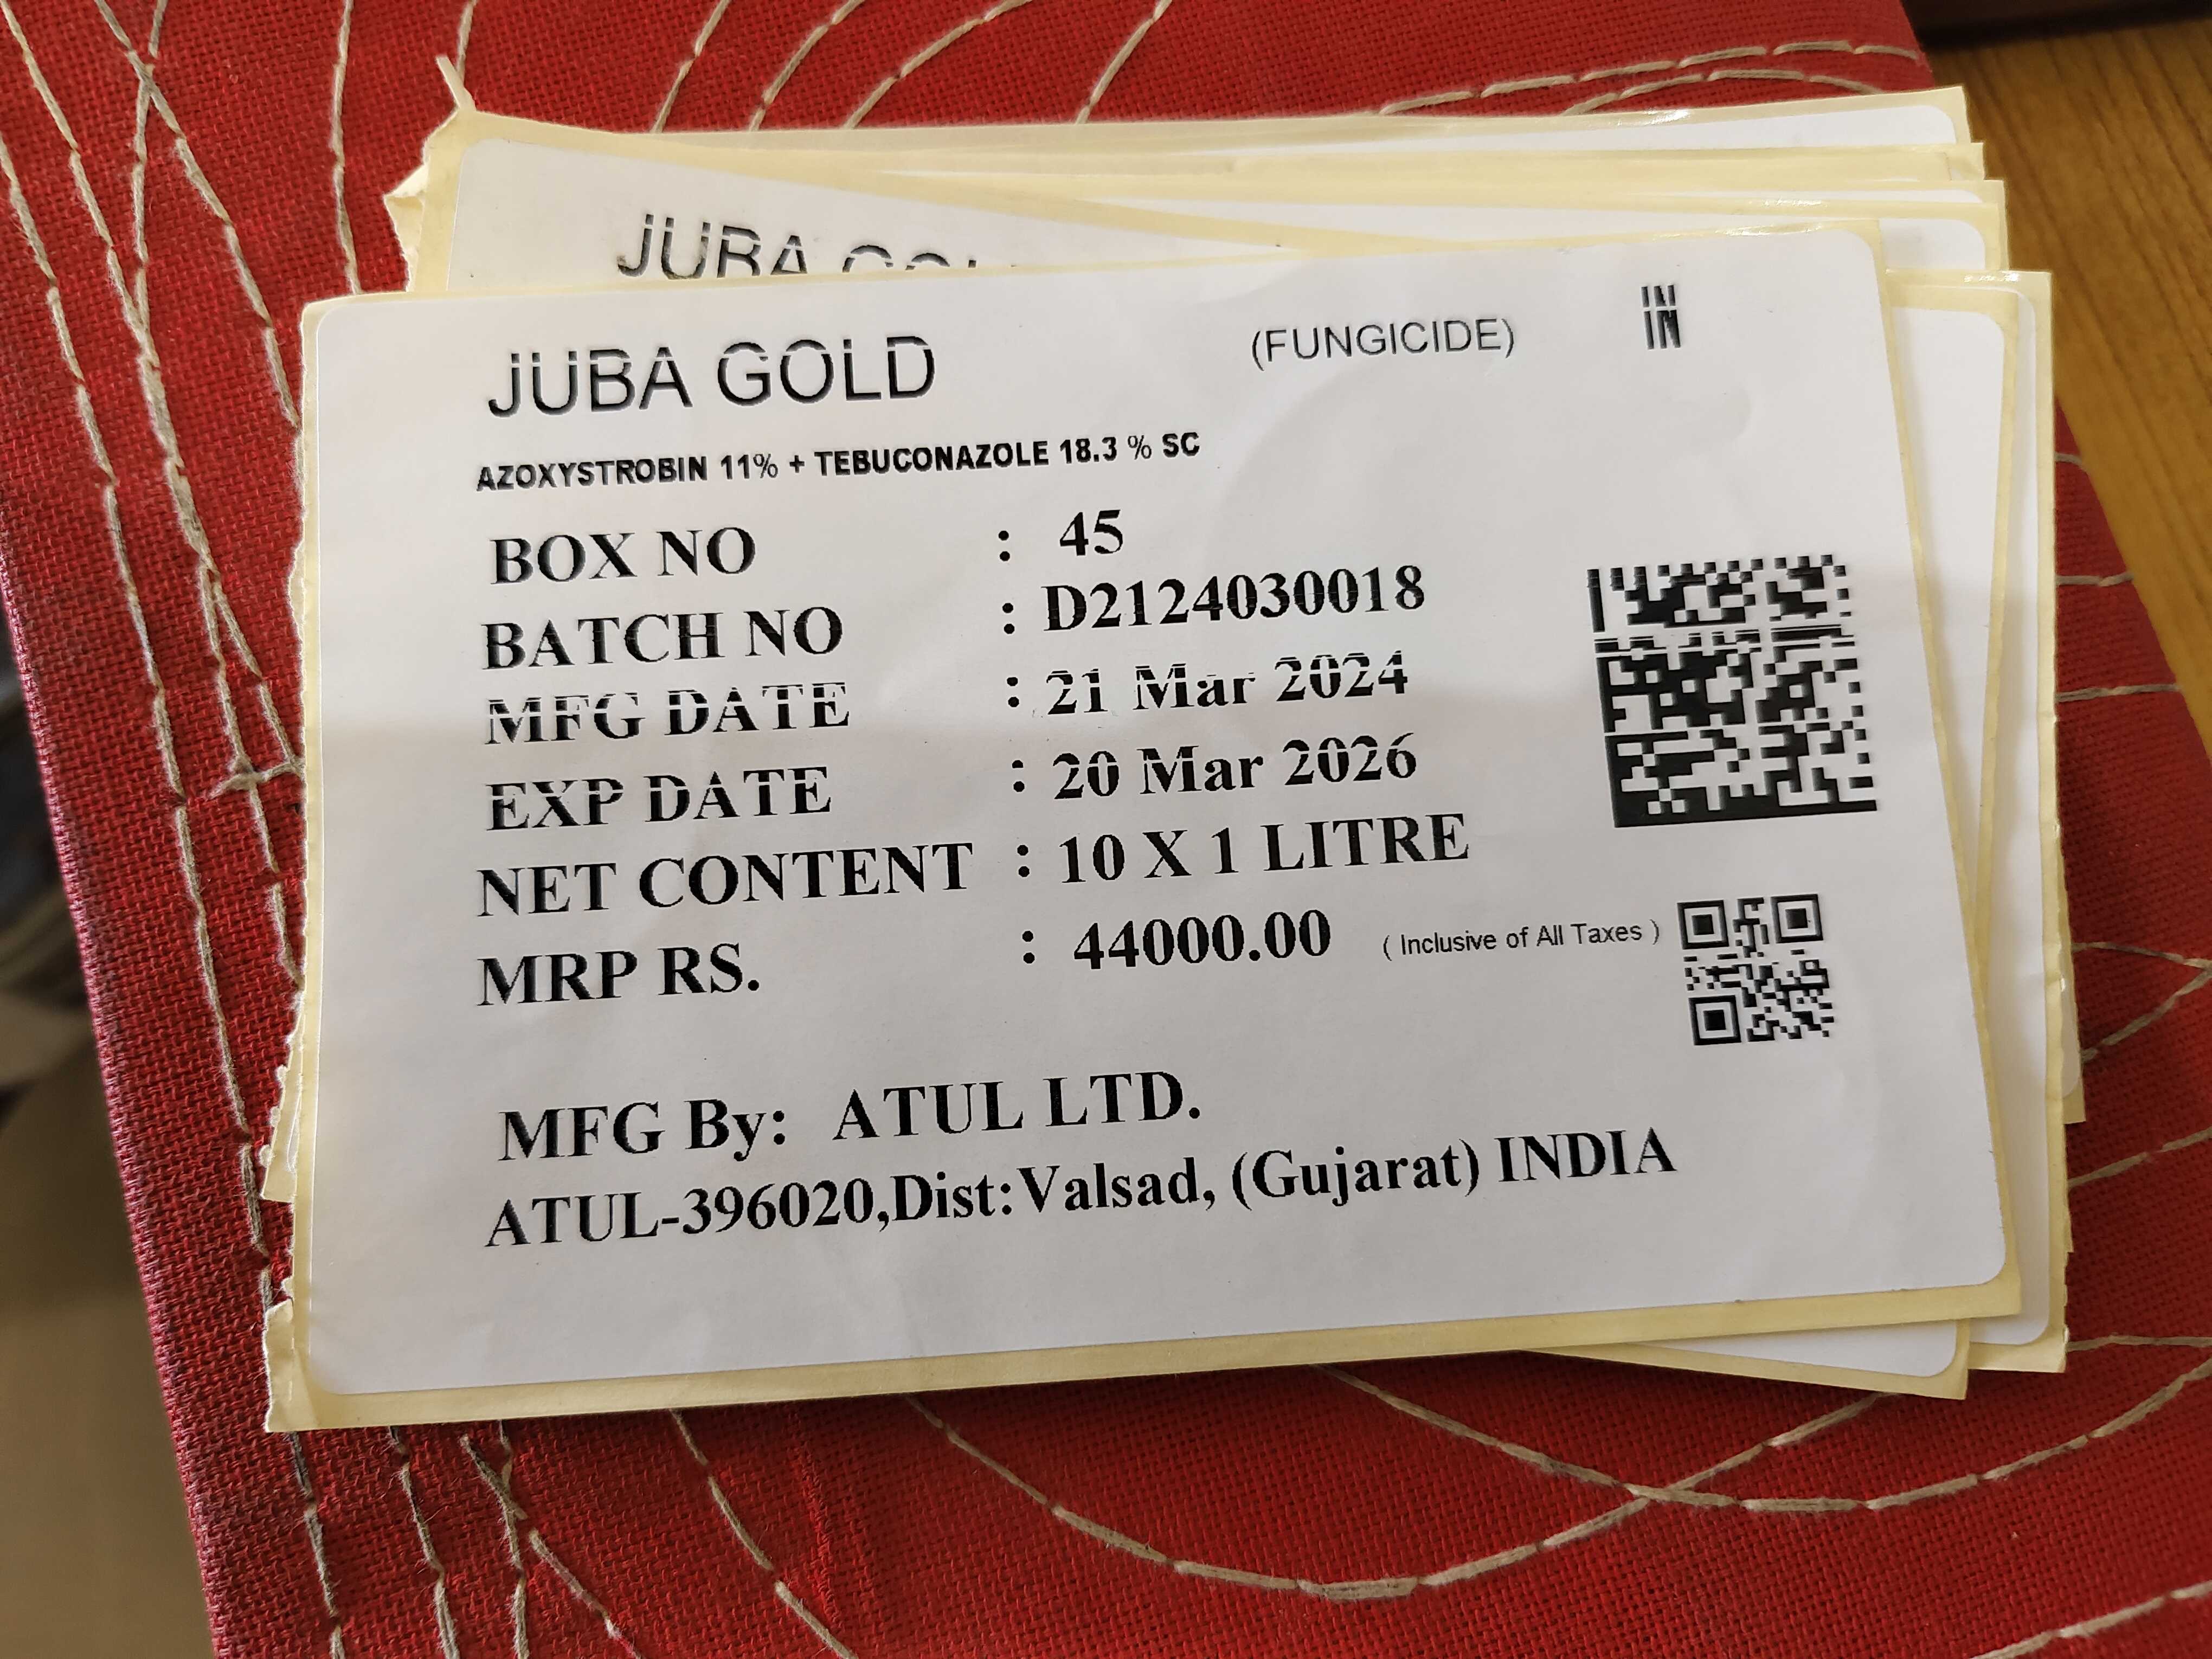 JUBA GO
JUBA GOLD (FUNGICIDE) IN
AZOXYSTROBIN 11% + TEBUCONAZOLE 18.3 % SC
BOX NO : 45
BATCH NO : D2124030018
MFG DATE : 21 Mar 2024
EXP DATE : 20 Mar 2026
NET CONTENT : 10 X 1 LITRE
MRP RS. : 44000.00 ( Inclusive of All Taxes )
MFG By: ATUL LTD.
ATUL-396020,Dist:Valsad, (Gujarat) INDIA